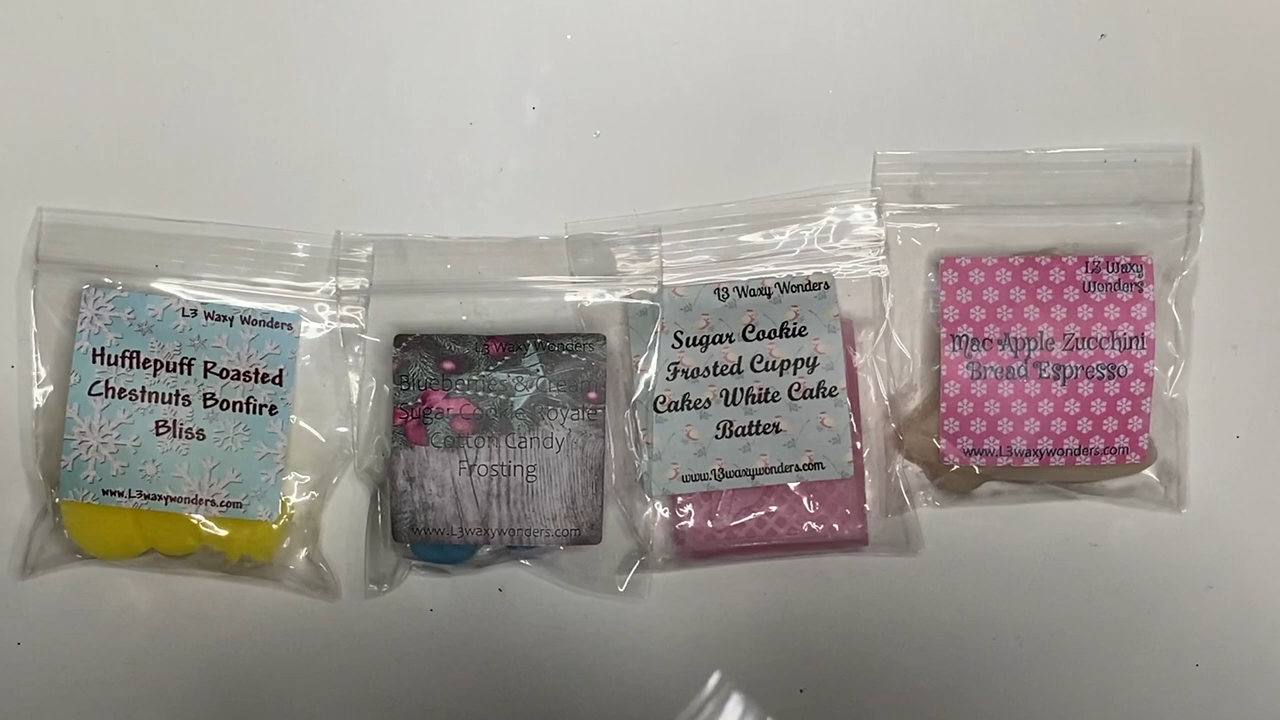 L3 Waxy Wonders
Hufflepuff Roasted
Chestnuts Bonfire
Bliss
www.L3waxywonders.com
L3 Waxy Wonders
Blueberries & Cream
Sugar Cookie Royale
Cotton Candy
Frosting
www.L3waxywonders.com
L3 Waxy Wonders
Sugar Cookie
Frosted Cuppy
Cakes White Cake
Batter
www.L3waxywonders.com
L3 Waxy
Wonders
Mac Apple Zucchini
Bread Espresso
www.L3waxywonders.com